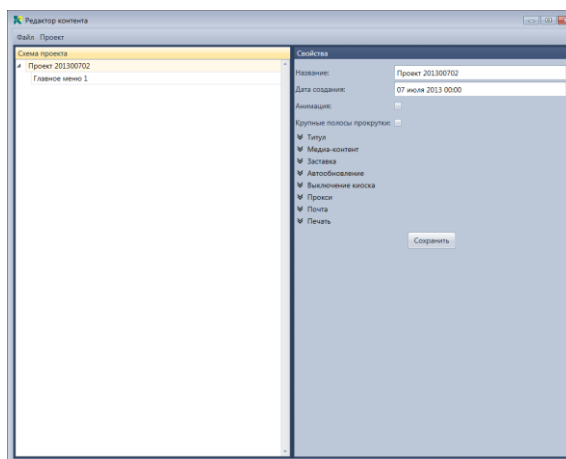 Редактор контента
Файл Проект
Схема проекта
Проект 201300702
Главное меню 1
Свойства
Название: Проект 201300702
Дата создания: 07 июля 2013 00:00
Анимация:
Крупные полосы прокрутки:
Титул
Медиа-контент
Заставка
Автообновление
Выключение киоска
Прокси
Почта
Печать
Сохранить